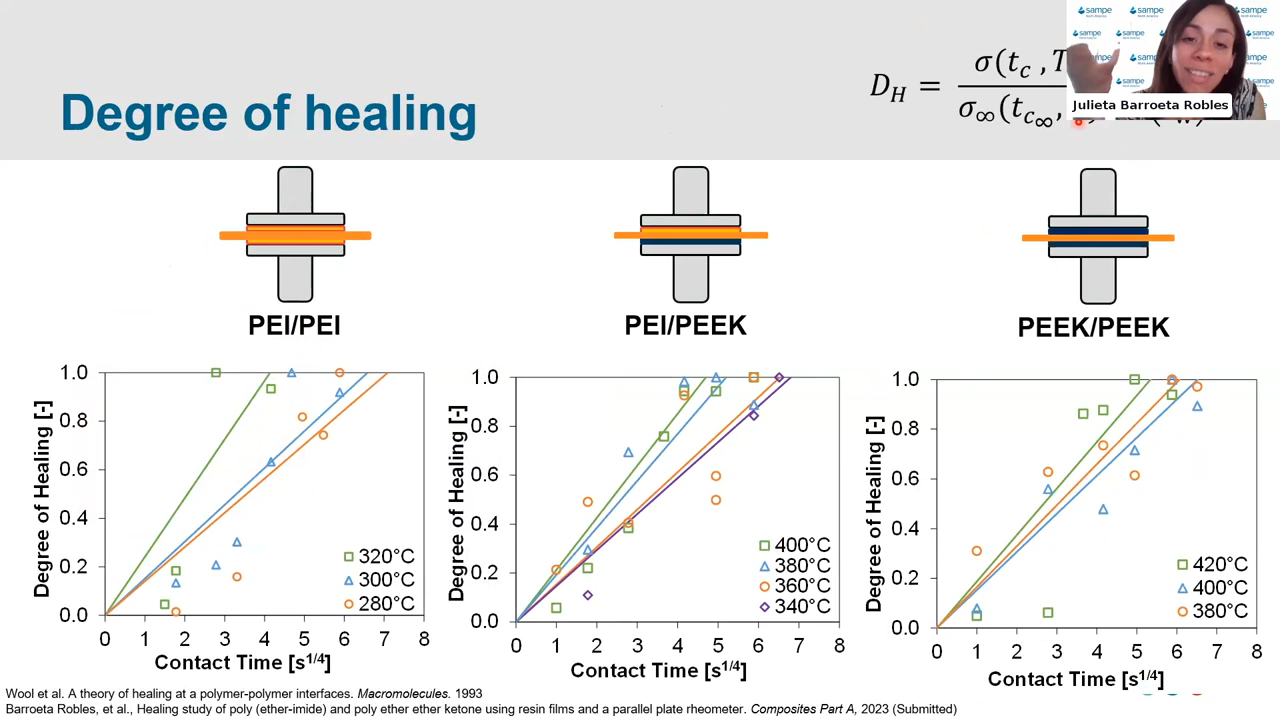 Degree of healing
D_H = σ(t_c , T
σ∞(t_c∞,
sampe
Julieta Barroeta Robles
PEI/PEI
PEI/PEEK
PEEK/PEEK
Degree of Healing [-]
1.0
0.8
0.6
0.4
0.2
0.0
0 1 2 3 4 5 6 7 8
Contact Time [s^1/4]
320°C
300°C
280°C
Degree of Healing [-]
1.0
0.8
0.6
0.4
0.2
0.0
0 1 2 3 4 5 6 7 8
Contact Time [s^1/4]
400°C
380°C
360°C
340°C
Degree of Healing [-]
1.0
0.8
0.6
0.4
0.2
0.0
0 1 2 3 4 5 6 7 8
Contact Time [s^1/4]
420°C
400°C
380°C
Wool et al. A theory of healing at a polymer-polymer interfaces. Macromolecules. 1993
Barroeta Robles, et al., Healing study of poly (ether-imide) and poly ether ether ketone using resin films and a parallel plate rheometer. Composites Part A, 2023 (Submitted)